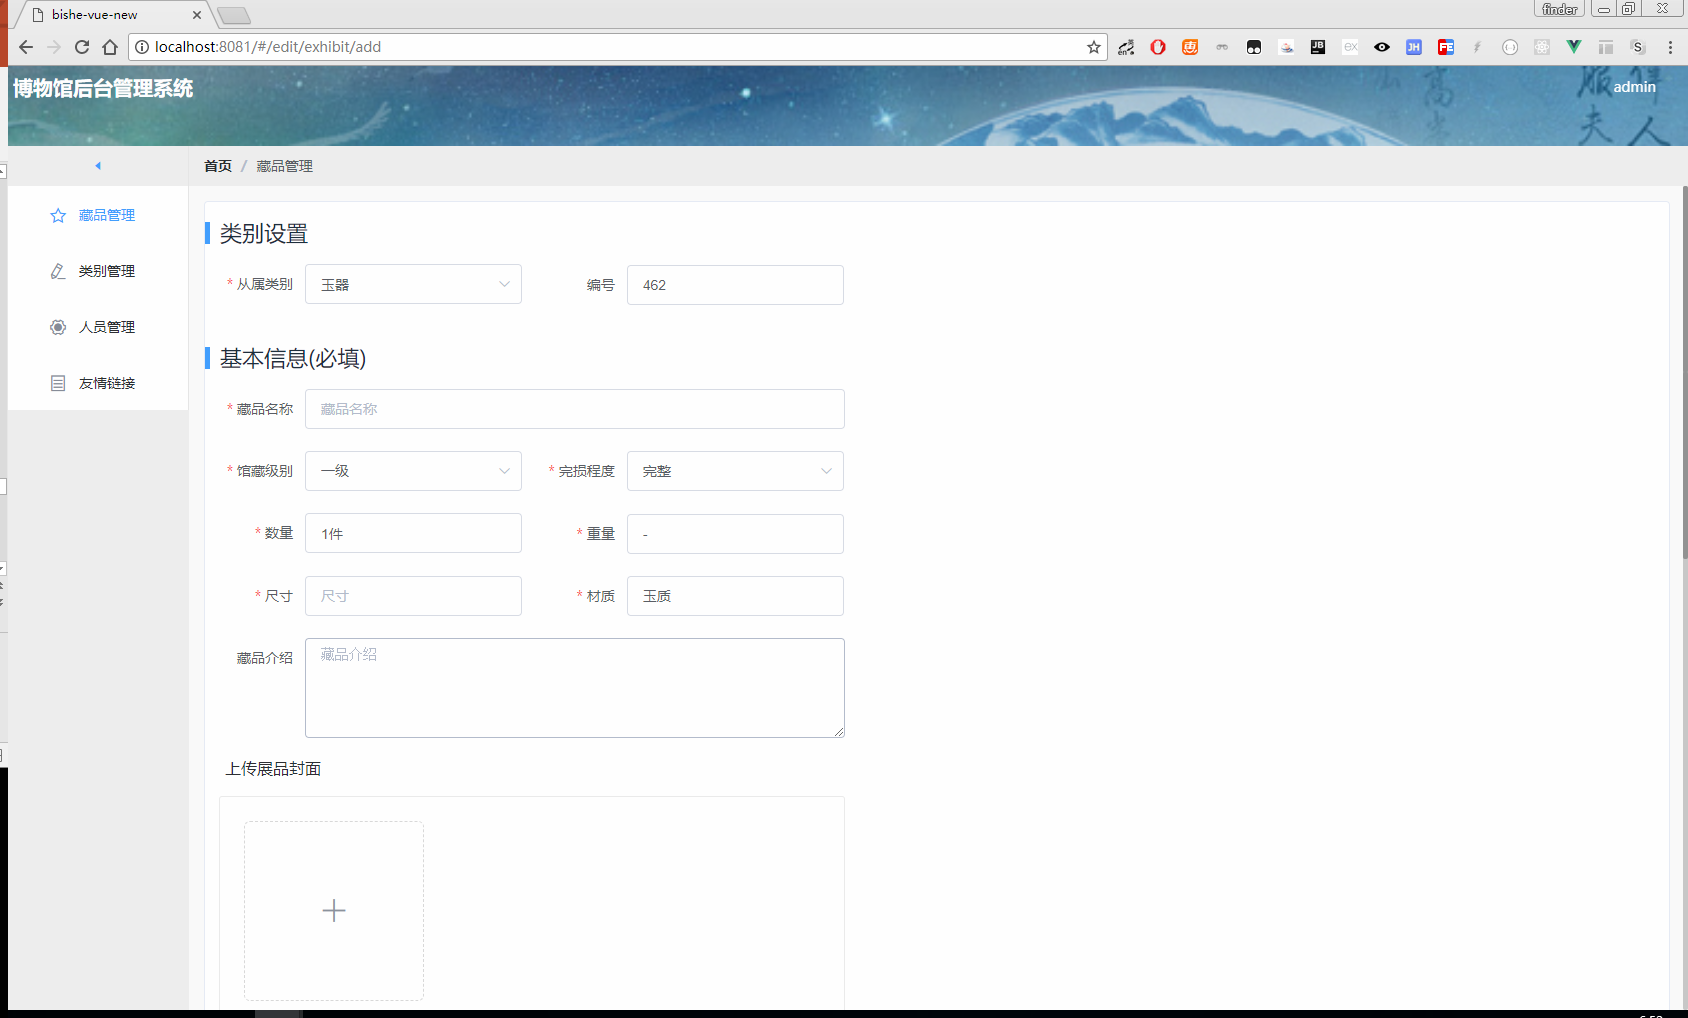 bishe-vue-new
finder
localhost:8081/#/edit/exhibit/add
博物馆后台管理系统
admin
首页 / 藏品管理
藏品管理
类别管理
人员管理
友情链接
类别设置
* 从属类别 玉器 编号 462
基本信息(必填)
* 藏品名称 藏品名称
* 馆藏级别 一级 * 完损程度 完整
* 数量 1件 * 重量 -
* 尺寸 尺寸 * 材质 玉质
藏品介绍 藏品介绍
上传展品封面